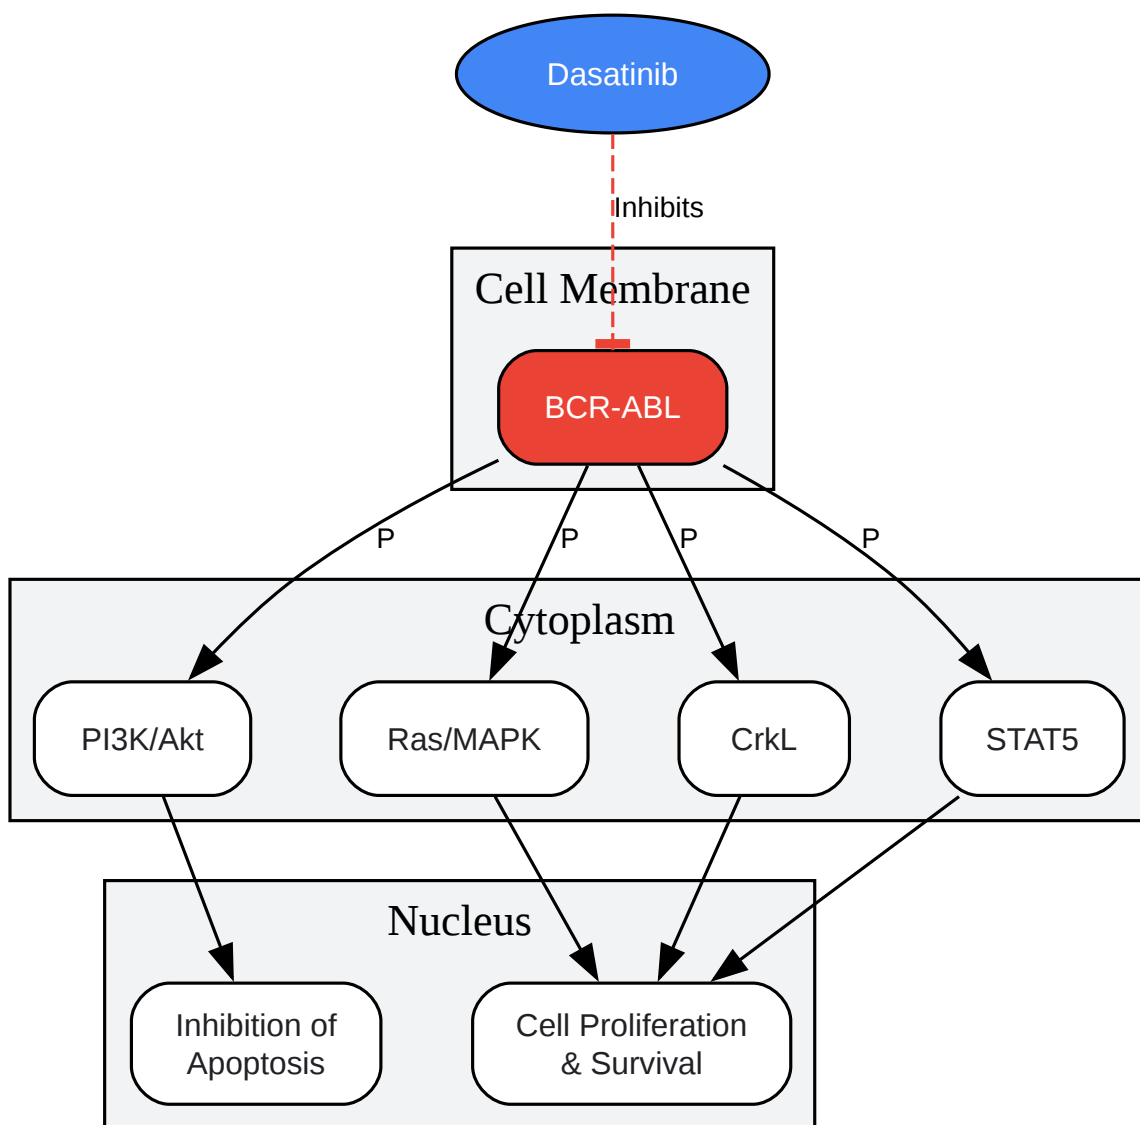 Dasatinib
Inhibits
Cell Membrane
BCR-ABL
P
P
P
P
Cytoplasm
PI3K/Akt
Ras/MAPK
CrkL
STAT5
Nucleus
Inhibition of
Apoptosis
Cell Proliferation
& Survival